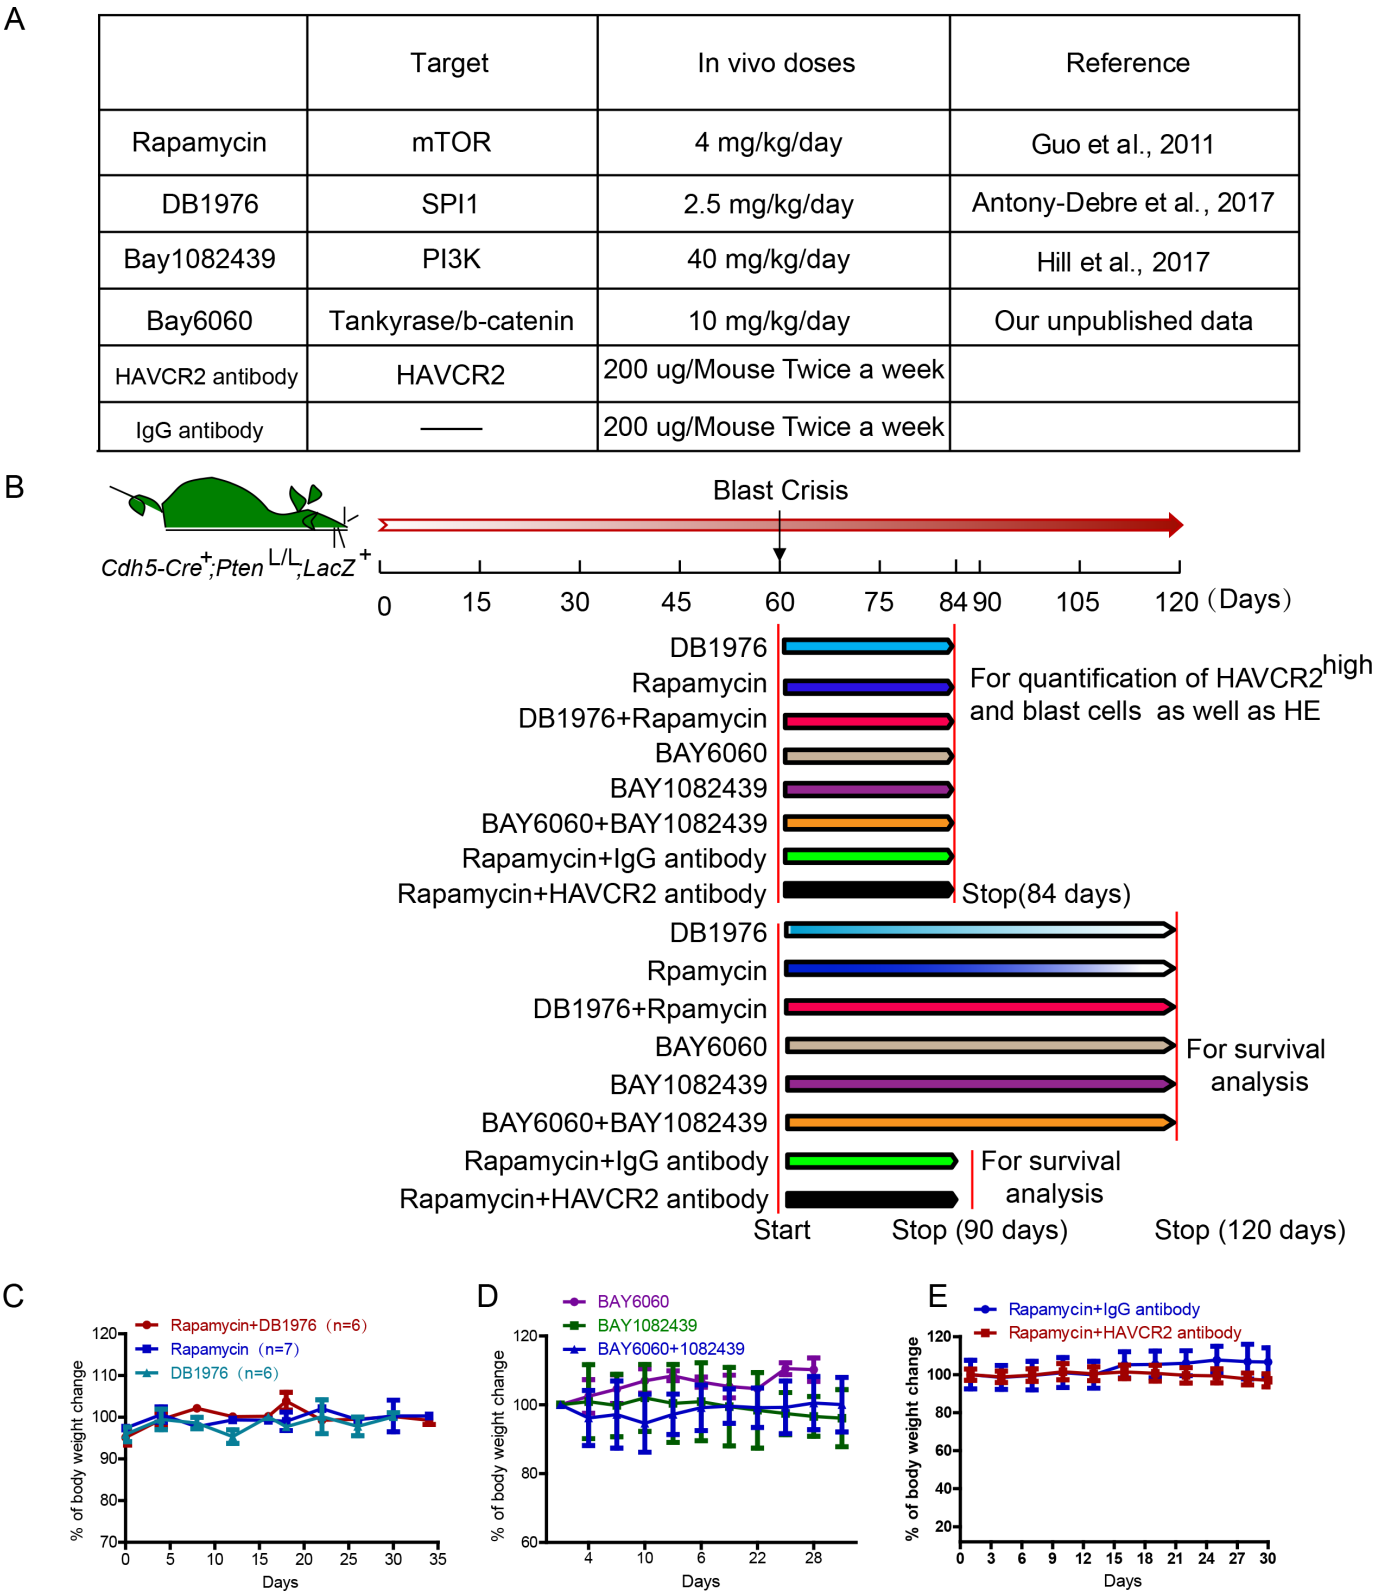 A
Target In vivo doses Reference
Rapamycin mTOR 4 mg/kg/day Guo et al., 2011
DB1976 SPI1 2.5 mg/kg/day Antony-Debre et al., 2017
Bay1082439 PI3K 40 mg/kg/day Hill et al., 2017
Bay6060 Tankyrase/b-catenin 10 mg/kg/day Our unpublished data
HAVCR2 antibody HAVCR2 200 ug/Mouse Twice a week
IgG antibody —— 200 ug/Mouse Twice a week
B
Blast Crisis
Cdh5-Cre+;Pten L/L;LacZ+
0 15 30 45 60 75 84 90 105 120 (Days)
DB1976
Rapamycin
DB1976+Rapamycin
BAY6060
BAY1082439
BAY6060+BAY1082439
Rapamycin+IgG antibody
Rapamycin+HAVCR2 antibody
For quantification of HAVCR2high
and blast cells as well as HE
Stop(84 days)
DB1976
Rpamycin
DB1976+Rpamycin
BAY6060
BAY1082439
BAY6060+BAY1082439
For survival
analysis
Rapamycin+IgG antibody
Rapamycin+HAVCR2 antibody
For survival
analysis
Start Stop (90 days) Stop (120 days)
C
Rapamycin+DB1976 (n=6)
Rapamycin (n=7)
DB1976 (n=6)
% of body weight change
120
110
100
90
80
70
0 5 10 15 20 25 30 35
Days
D
BAY6060
BAY1082439
BAY6060+1082439
% of body weight change
120
100
80
60
4 10 6 22 28
Days
E
Rapamycin+IgG antibody
Rapamycin+HAVCR2 antibody
% of body weight change
120
100
80
60
40
20
0 3 6 9 12 15 18 21 24 27 30
Days